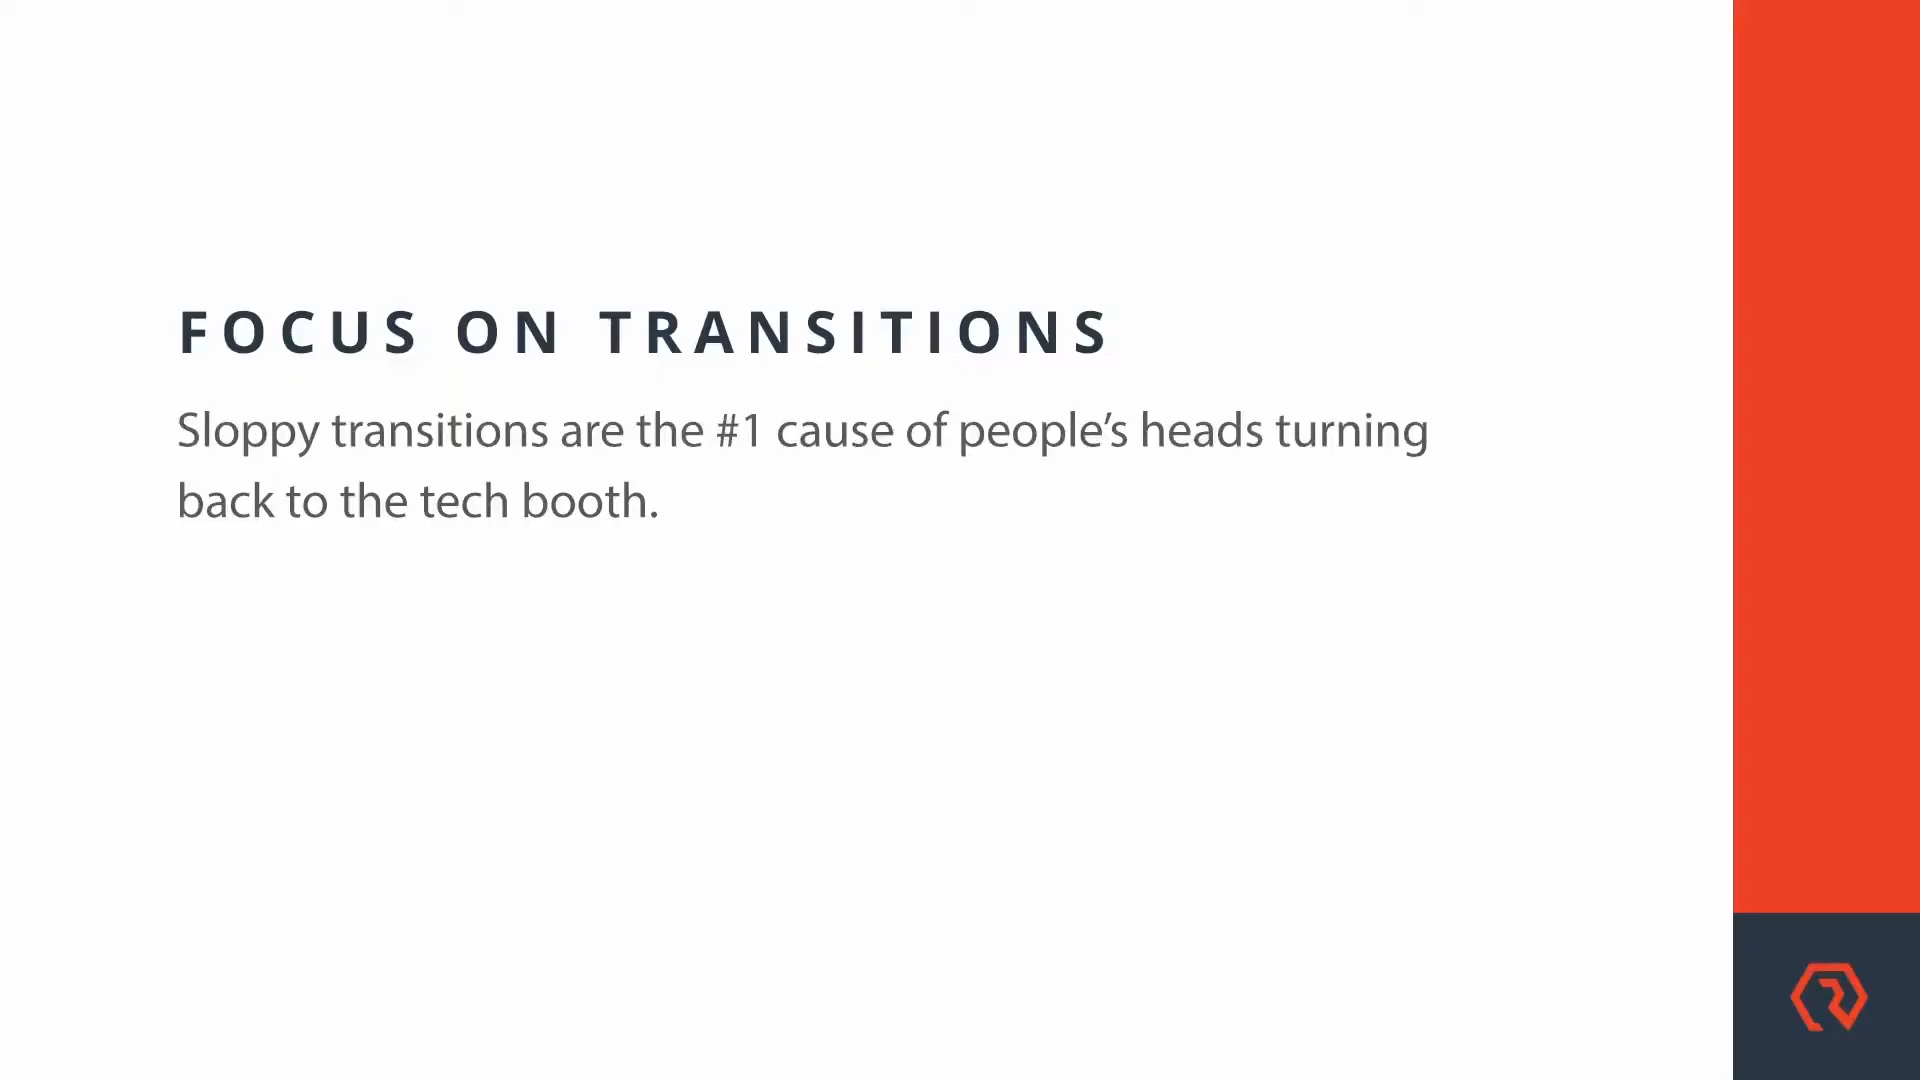 FOCUS ON TRANSITIONS
Sloppy transitions are the #1 cause of people’s heads turning
back to the tech booth.